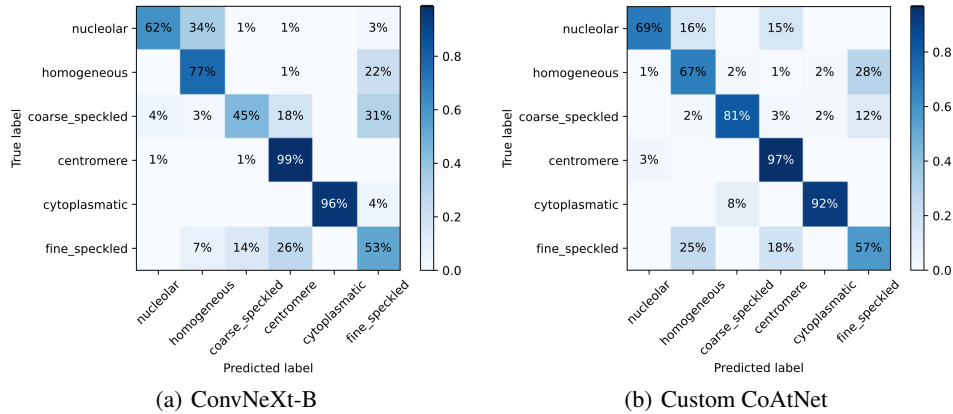 nucleolar 62% 34% 1% 1% 3%
homogeneous 77% 1% 22%
coarse_speckled 4% 3% 45% 18% 31%
centromere 1% 1% 99%
cytoplasmatic 96% 4%
fine_speckled 7% 14% 26% 53%
True label
nucleolar homogeneous coarse_speckled centromere cytoplasmatic fine_speckled
Predicted label
0.8
0.6
0.4
0.2
0.0
(a) ConvNeXt-B
nucleolar 69% 16% 15%
homogeneous 1% 67% 2% 1% 2% 28%
coarse_speckled 2% 81% 3% 2% 12%
centromere 3% 97%
cytoplasmatic 8% 92%
fine_speckled 25% 18% 57%
True label
nucleolar homogeneous coarse_speckled centromere cytoplasmatic fine_speckled
Predicted label
0.8
0.6
0.4
0.2
0.0
(b) Custom CoAtNet